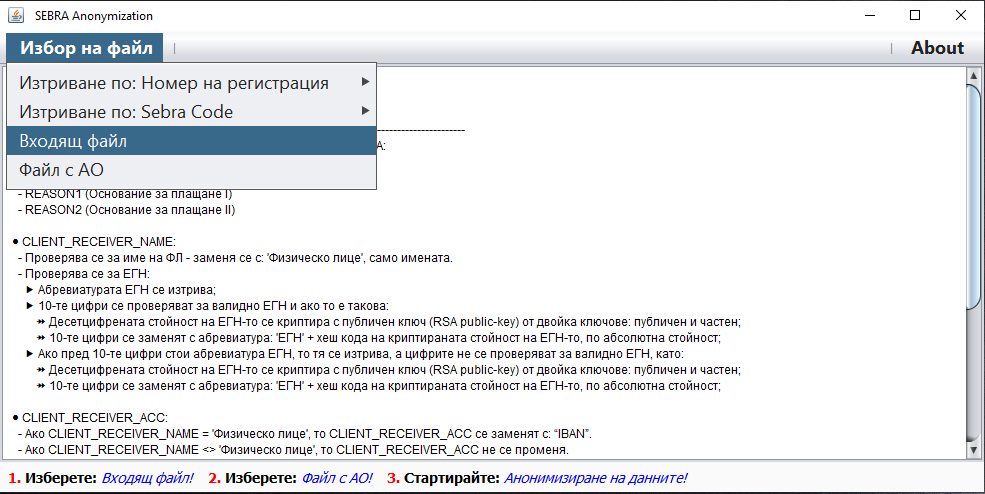 SEBRA Anonymization
Избор на файл
About
Изтриване по: Номер на регистрация
Изтриване по: Sebra Code
Входящ файл
Файл с АО
А:
- REASON1 (Основание за плащане I)
- REASON2 (Основание за плащане II)
● CLIENT_RECEIVER_NAME:
- Проверява се за име на ФЛ - заменя се с: 'Физическо лице', само имената.
- Проверява се за ЕГН:
► Абревиатурата ЕГН се изтрива;
► 10-те цифри се проверяват за валидно ЕГН и ако то е такова:
↠ Десетцифрената стойност на ЕГН-то се криптира с публичен ключ (RSA public-key) от двойка ключове: публичен и частен;
↠ 10-те цифри се заменят с абревиатура: 'ЕГН' + хеш кода на криптираната стойност на ЕГН-то, по абсолютна стойност;
► Ако пред 10-те цифри стои абревиатура ЕГН, то тя се изтрива, а цифрите не се проверяват за валидно ЕГН, като:
↠ Десетцифрената стойност на ЕГН-то се криптира с публичен ключ (RSA public-key) от двойка ключове: публичен и частен;
↠ 10-те цифри се заменят с абревиатура: 'ЕГН' + хеш кода на криптираната стойност на ЕГН-то, по абсолютна стойност;
● CLIENT_RECEIVER_ACC:
- Ако CLIENT_RECEIVER_NAME = 'Физическо лице', то CLIENT_RECEIVER_ACC се заменят с: “IBAN”.
- Ако CLIENT_RECEIVER_NAME <> 'Физическо лице', то CLIENT_RECEIVER_ACC не се променя.
1. Изберете: Входящ файл! 2. Изберете: Файл с АО! 3. Стартирайте: Анонимизиране на данните!